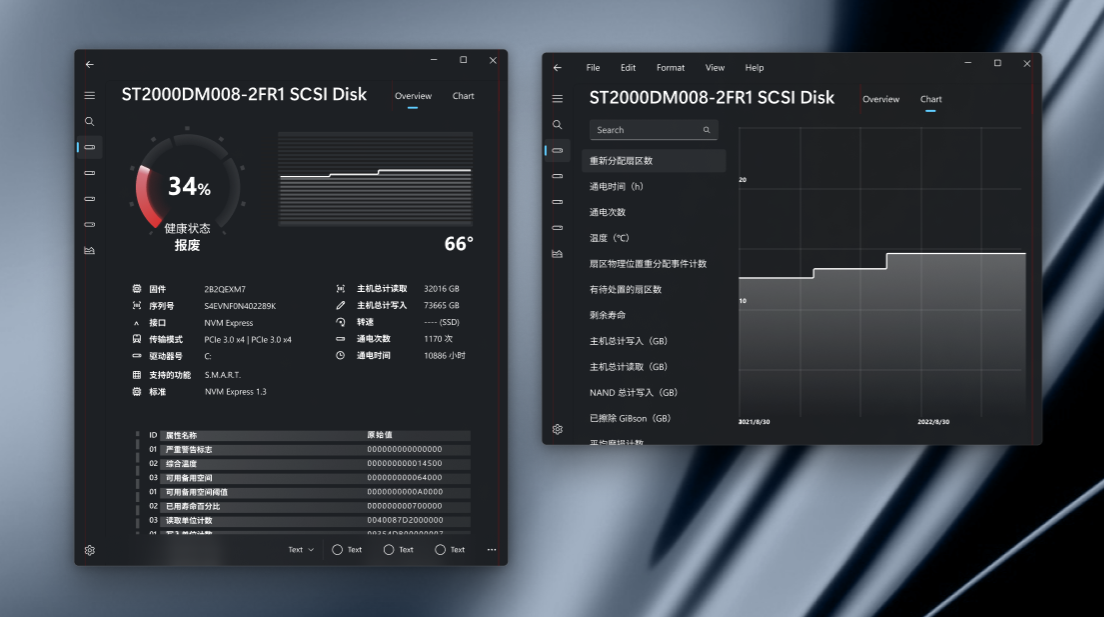 ST2000DM008-2FR1 SCSI Disk
Overview
Chart
34%
健康状态
报废
66°
固件 2B2QEXM7
序列号 S4EVNF0N402289K
接口 NVM Express
传输模式 PCIe 3.0 x4 | PCIe 3.0 x4
驱动器号 C:
支持的功能 S.M.A.R.T.
标准 NVM Express 1.3
主机总计读取 32016 GB
主机总计写入 73665 GB
转速 ---- (SSD)
通电次数 1170 次
通电时间 10886 小时
ID 属性名称 原始值
01 严重警告标志 000000000000000
02 综合温度 000000000014500
03 可用备用空间 000000000064000
01 可用备用空间阈值 0000000000A0000
02 已用寿命百分比 000000000700000
03 读取单位计数 0040087D2000000
Text
Text
Text
Text
File
Edit
Format
View
Help
ST2000DM008-2FR1 SCSI Disk
Overview
Chart
Search
重新分配扇区数
通电时间（h）
通电次数
温度（℃）
扇区物理位置重分配事件计数
有待处置的扇区数
剩余寿命
主机总计写入（GB）
主机总计读取（GB）
NAND 总计写入（GB）
已擦除 GiBson（GB）
20
10
2021/8/30
2022/9/30